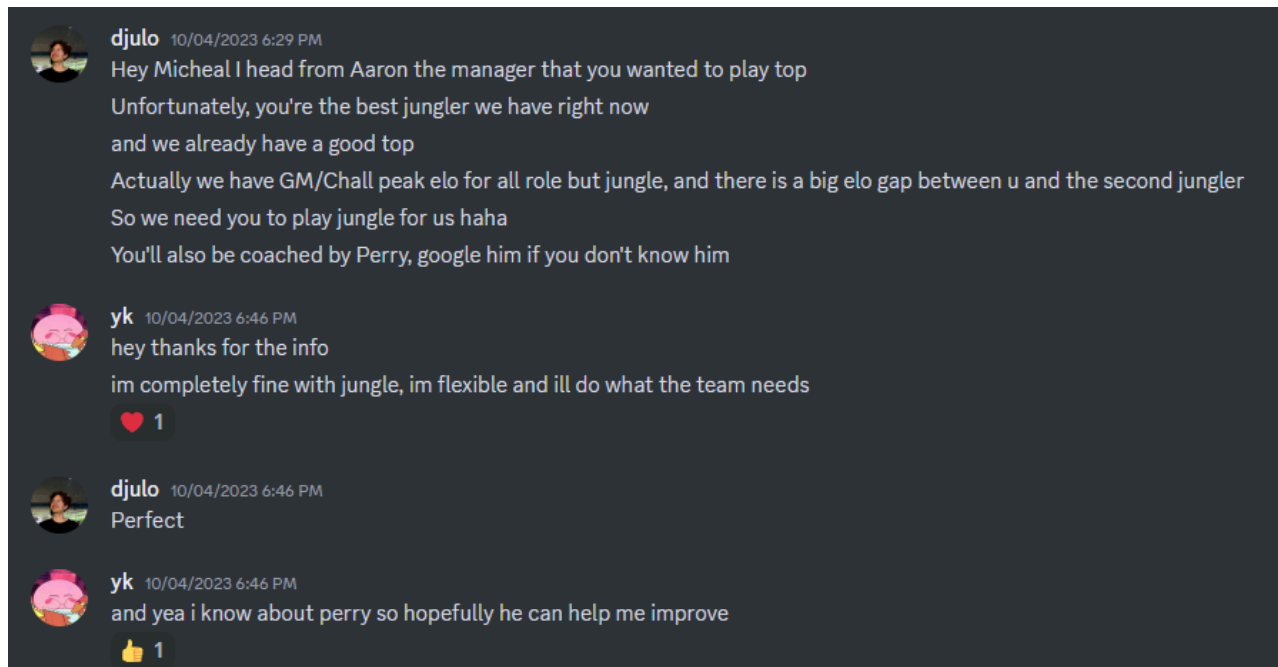 djulo 10/04/2023 6:29 PM
Hey Micheal I head from Aaron the manager that you wanted to play top
Unfortunately, you're the best jungler we have right now
and we already have a good top
Actually we have GM/Chall peak elo for all role but jungle, and there is a big elo gap between u and the second jungler
So we need you to play jungle for us haha
You'll also be coached by Perry, google him if you don't know him
yk 10/04/2023 6:46 PM
hey thanks for the info
im completely fine with jungle, im flexible and ill do what the team needs
❤️ 1
djulo 10/04/2023 6:46 PM
Perfect
yk 10/04/2023 6:46 PM
and yea i know about perry so hopefully he can help me improve
👍 1